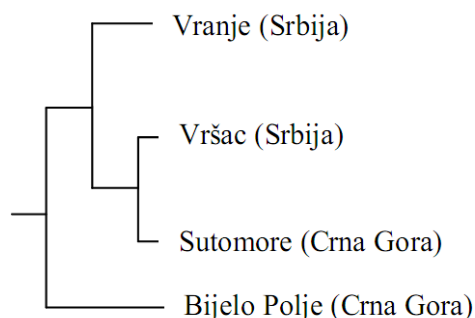 Vranje (Srbija)
Vršac (Srbija)
Sutomore (Crna Gora)
Bijelo Polje (Crna Gora)